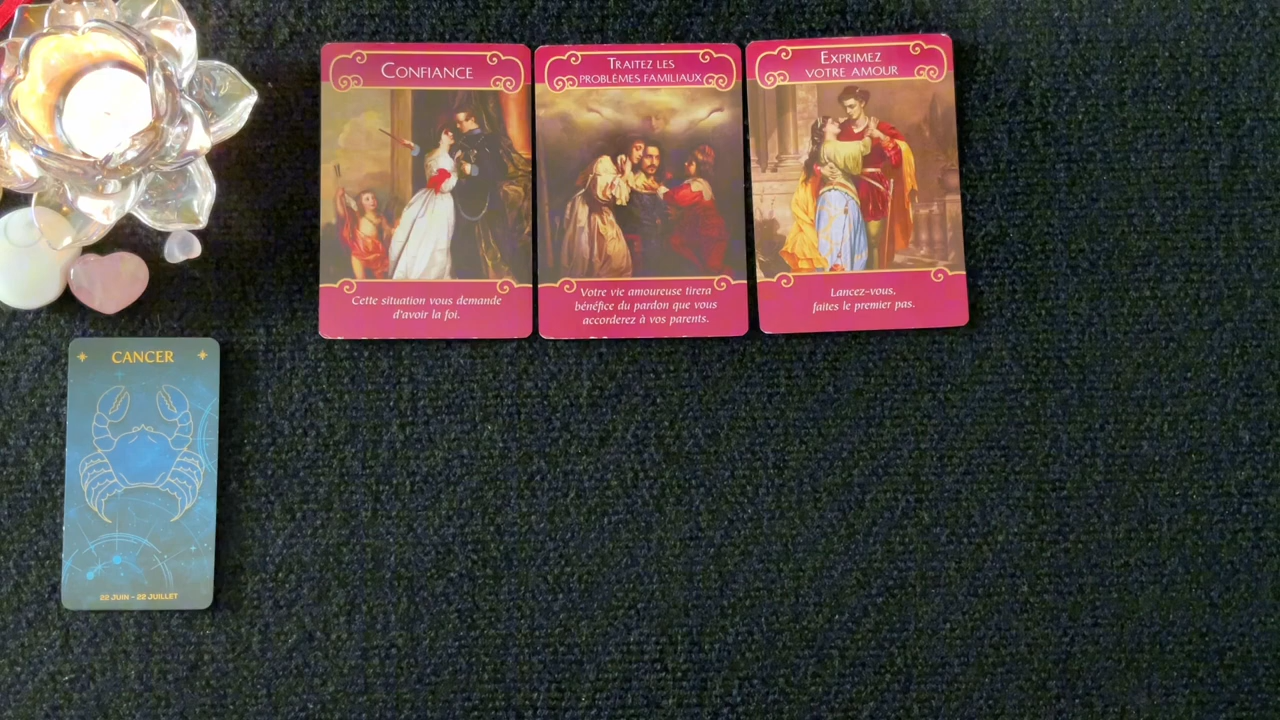 CONFIANCE
Cette situation vous demande
d'avoir la foi.
TRAITEZ LES
PROBLÈMES FAMILIAUX
Votre vie amoureuse tirera
bénéfice du pardon que vous
accorderez à vos parents.
EXPRIMEZ
VOTRE AMOUR
Lancez-vous,
faites le premier pas.
CANCER
22 JUIN - 22 JUILLET